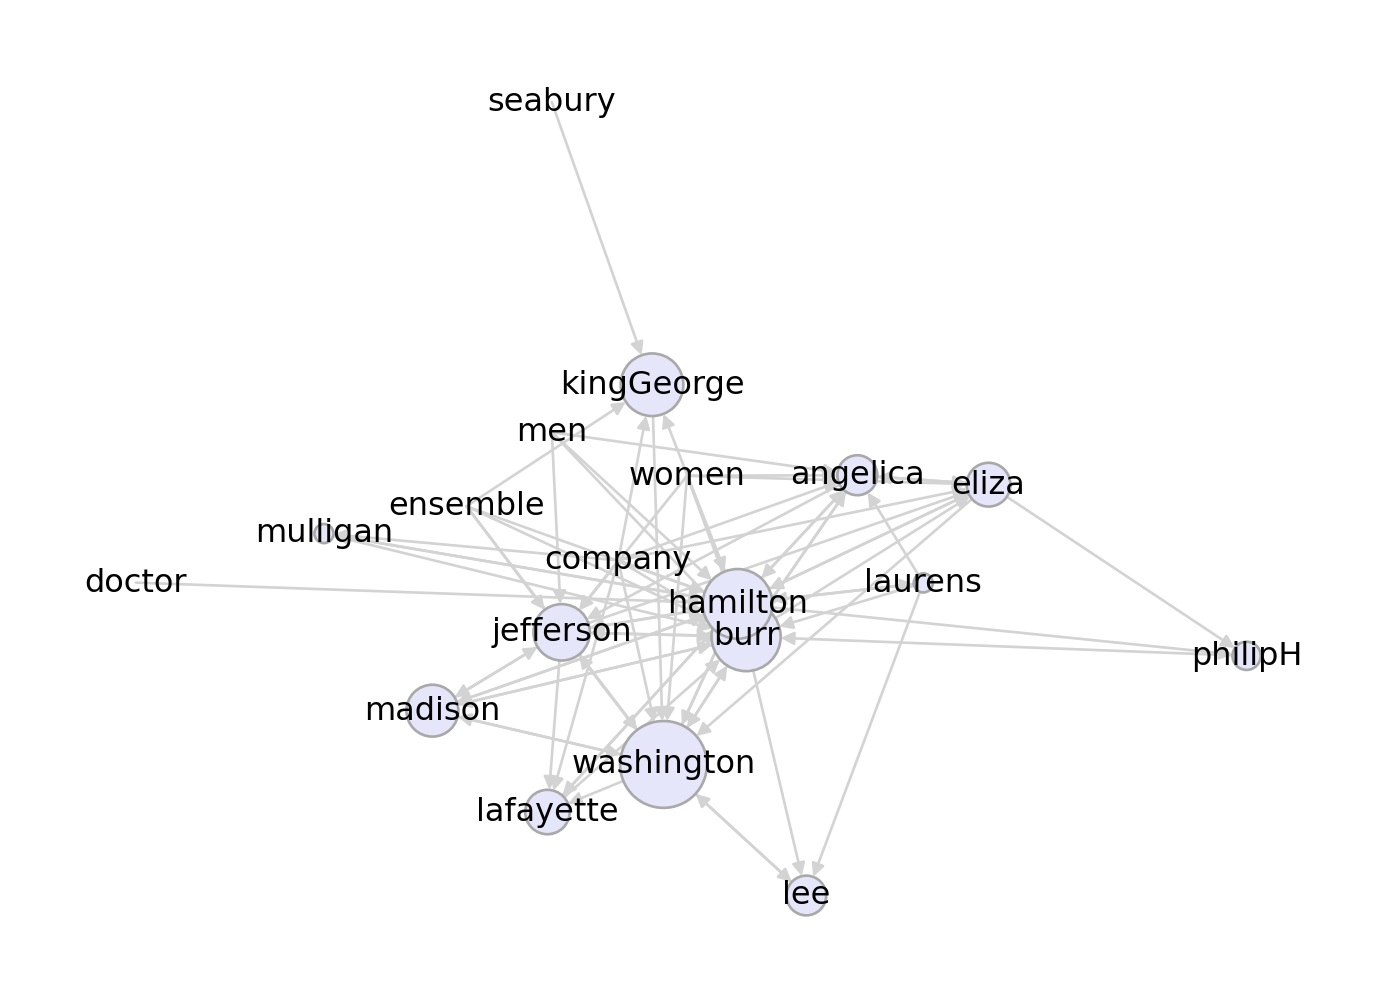 seabury
kingGeorge
men
women
angelica
eliza
ensemble
mulligan
company
doctor
laurens
hamilton
jefferson
burr
philipH
madison
washington
lafayette
lee